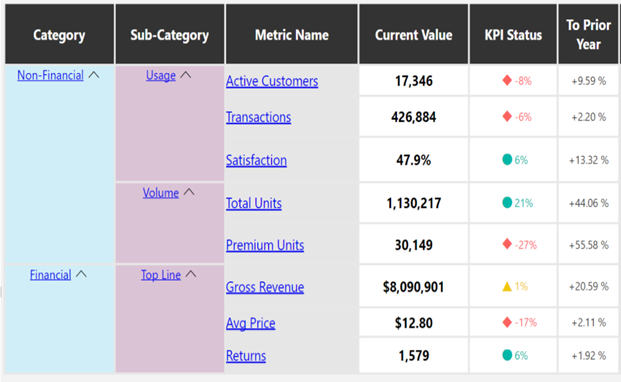 Category Sub-Category Metric Name Current Value KPI Status To Prior Year
Non-Financial Usage Active Customers 17,346 -8% +9.59 %
Transactions 426,884 -6% +2.20 %
Satisfaction 47.9% 6% +13.32 %
Volume Total Units 1,130,217 21% +44.06 %
Premium Units 30,149 -27% +55.58 %
Financial Top Line Gross Revenue $8,090,901 1% +20.59 %
Avg Price $12.80 -17% +2.11 %
Returns 1,579 6% +1.92 %